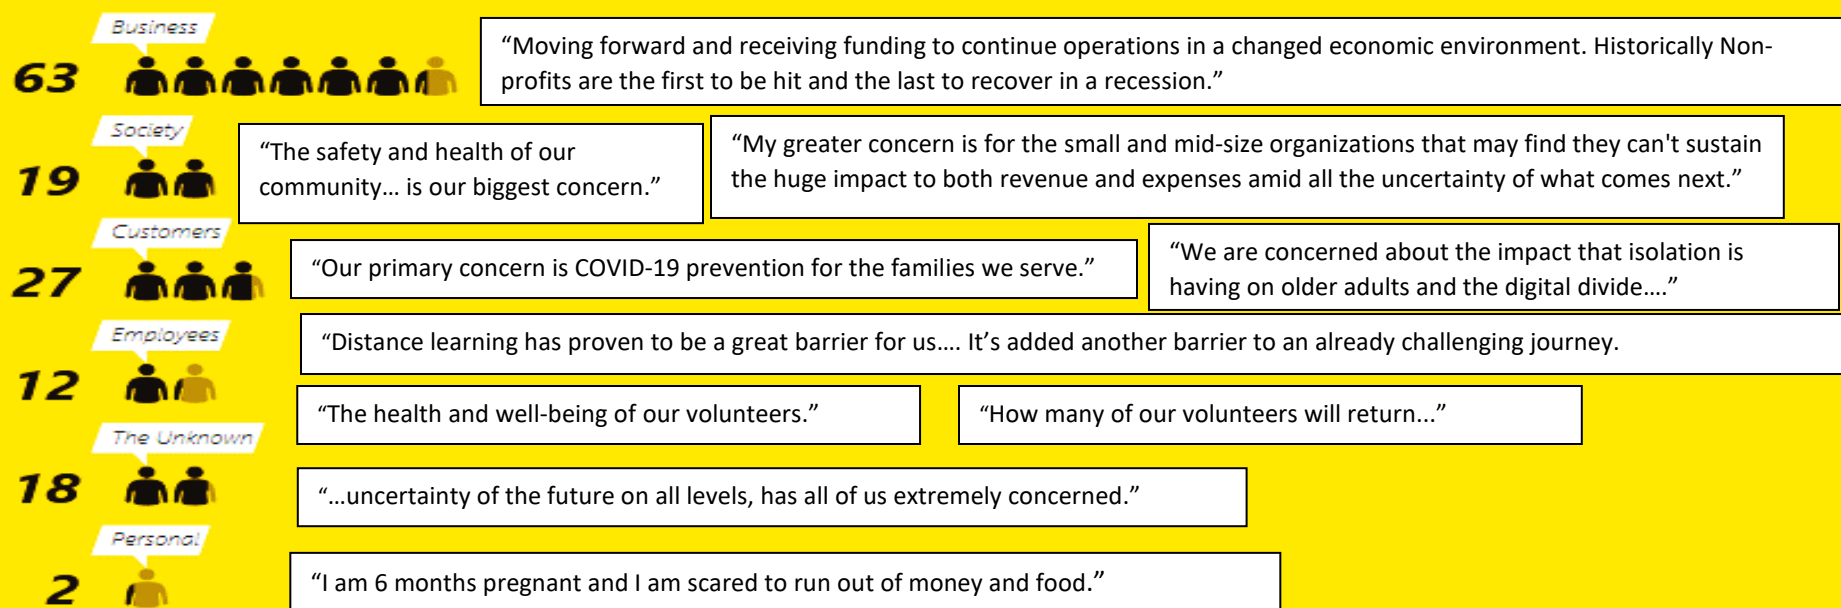 Business
63
“Moving forward and receiving funding to continue operations in a changed economic environment. Historically Non-
profits are the first to be hit and the last to recover in a recession.”
Society
19
“The safety and health of our
community... is our biggest concern.”
“My greater concern is for the small and mid-size organizations that may find they can't sustain
the huge impact to both revenue and expenses amid all the uncertainty of what comes next.”
Customers
27
“Our primary concern is COVID-19 prevention for the families we serve.”
“We are concerned about the impact that isolation is
having on older adults and the digital divide....”
Employees
12
“Distance learning has proven to be a great barrier for us.... It’s added another barrier to an already challenging journey.
“The health and well-being of our volunteers.”
“How many of our volunteers will return...”
The Unknown
18
“...uncertainty of the future on all levels, has all of us extremely concerned.”
Personal
2
“I am 6 months pregnant and I am scared to run out of money and food.”